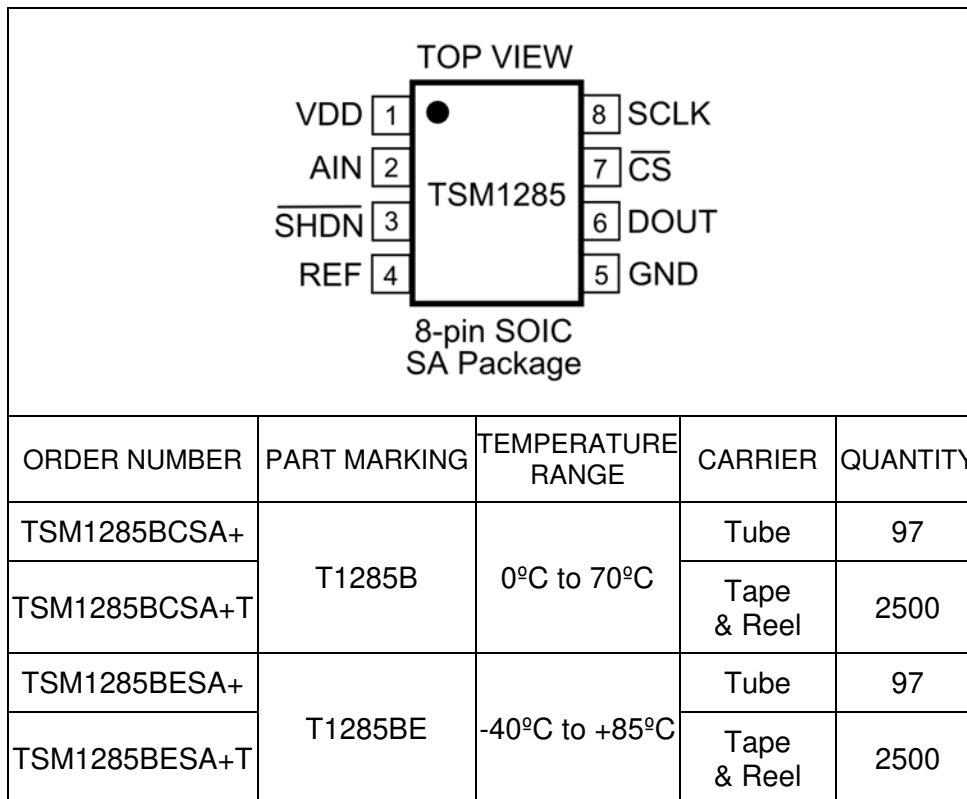 TOP VIEW
VDD 1 8 SCLK
AIN 2 7 CS
TSM1285
SHDN 3 6 DOUT
REF 4 5 GND
8-pin SOIC
SA Package
ORDER NUMBER PART MARKING TEMPERATURE RANGE CARRIER QUANTITY
TSM1285BCSA+ T1285B 0ºC to 70ºC Tube 97
TSM1285BCSA+T Tape & Reel 2500
TSM1285BESA+ T1285BE -40ºC to +85ºC Tube 97
TSM1285BESA+T Tape & Reel 2500